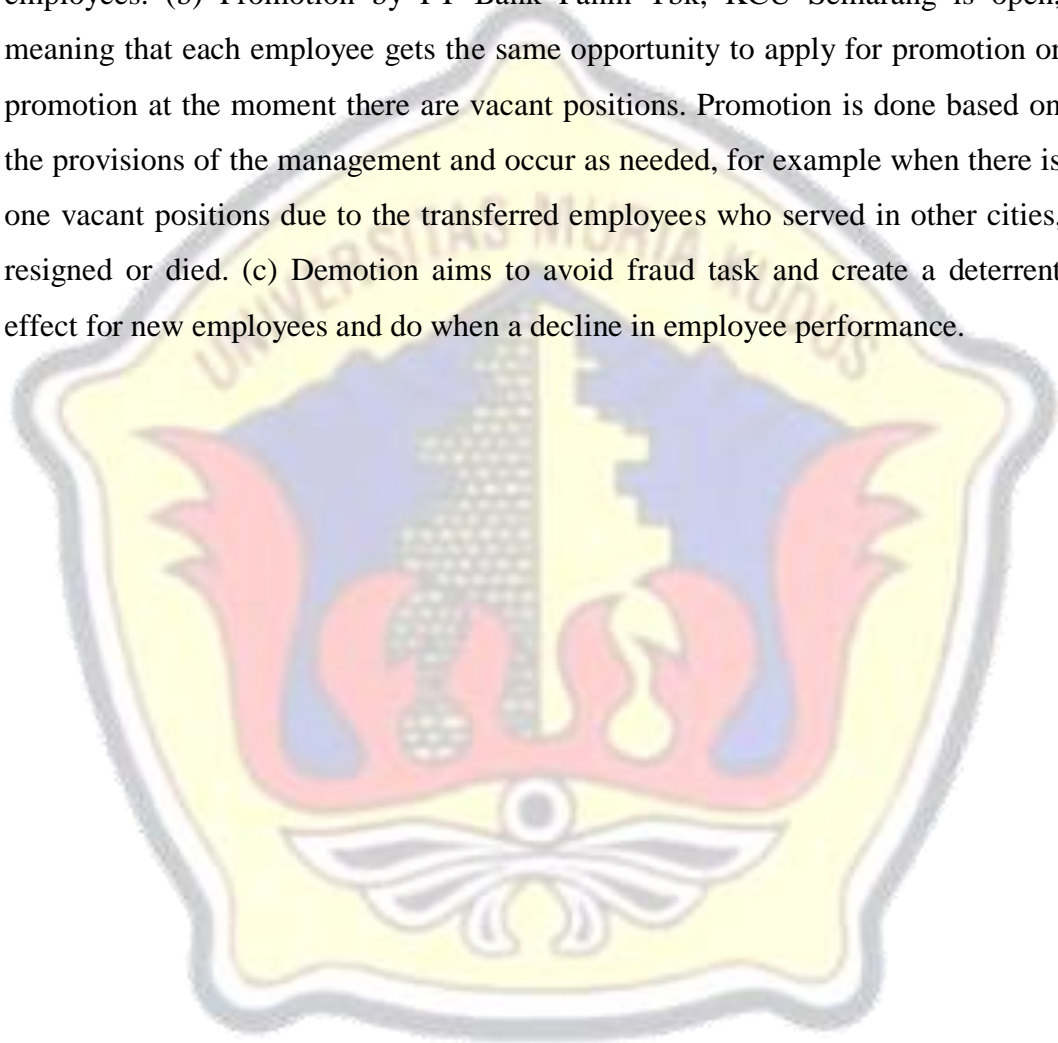 employees. (b) Promotion by PT Bank Panin Tbk, KCU Semarang is open,
meaning that each employee gets the same opportunity to apply for promotion or
promotion at the moment there are vacant positions. Promotion is done based on
the provisions of the management and occur as needed, for example when there is
one vacant positions due to the transferred employees who served in other cities,
resigned or died. (c) Demotion aims to avoid fraud task and create a deterrent
effect for new employees and do when a decline in employee performance.
UNIVERSITAS MURIA KUDUS